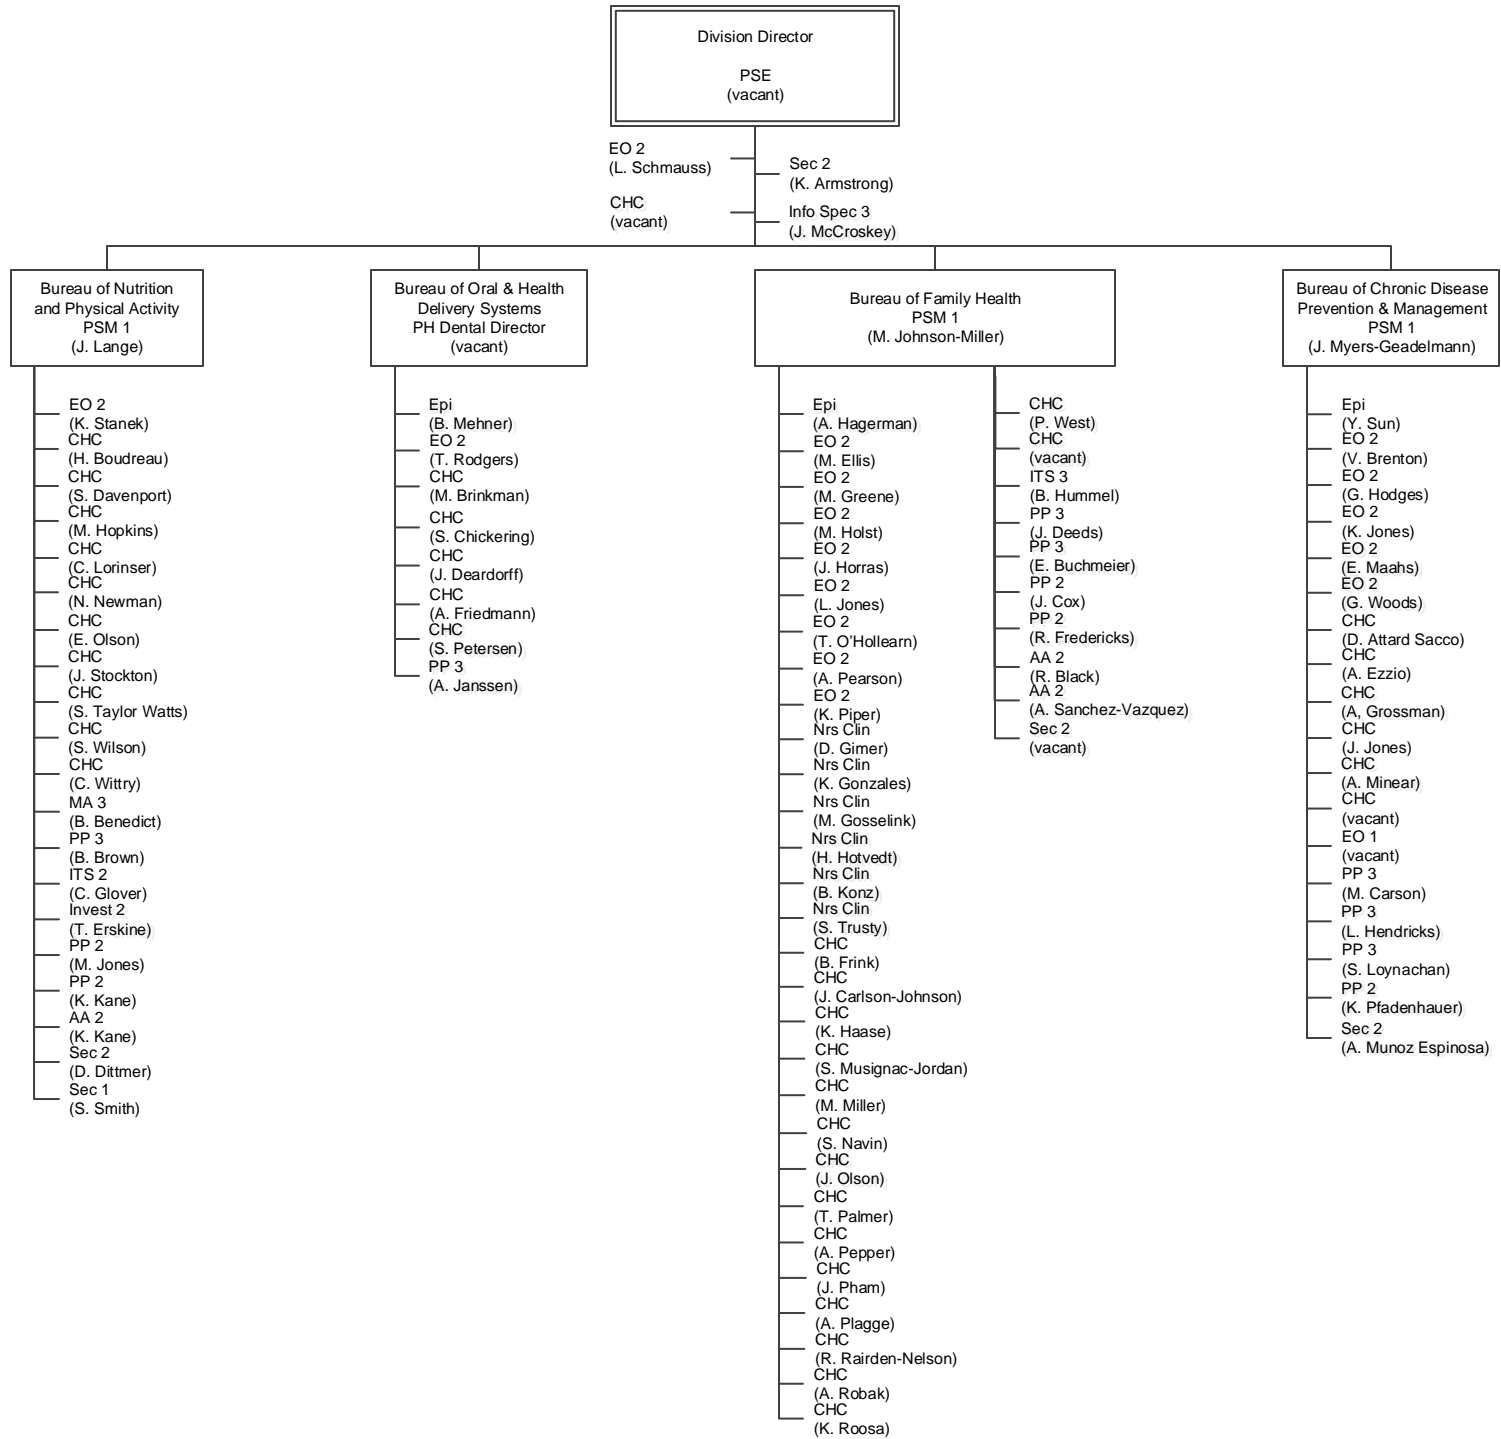 Division Director
PSE
(vacant)
EO 2
(L. Schmauss)
CHC
(vacant)
Sec 2
(K. Armstrong)
Info Spec 3
(J. McCroskey)
Bureau of Nutrition
and Physical Activity
PSM 1
(J. Lange)
EO 2
(K. Stanek)
CHC
(H. Boudreau)
CHC
(S. Davenport)
CHC
(M. Hopkins)
CHC
(C. Lorinser)
CHC
(N. Newman)
CHC
(E. Olson)
CHC
(J. Stockton)
CHC
(S. Taylor Watts)
CHC
(S. Wilson)
CHC
(C. Wittry)
MA 3
(B. Benedict)
PP 3
(B. Brown)
ITS 2
(C. Glover)
Invest 2
(T. Erskine)
PP 2
(M. Jones)
PP 2
(K. Kane)
AA 2
(K. Kane)
Sec 2
(D. Dittmer)
Sec 1
(S. Smith)
Bureau of Oral & Health
Delivery Systems
PH Dental Director
(vacant)
Epi
(B. Mehner)
EO 2
(T. Rodgers)
CHC
(M. Brinkman)
CHC
(S. Chickering)
CHC
(J. Deardorff)
CHC
(A. Friedmann)
CHC
(S. Petersen)
PP 3
(A. Janssen)
Bureau of Family Health
PSM 1
(M. Johnson-Miller)
Epi
(A. Hagerman)
EO 2
(M. Ellis)
EO 2
(M. Greene)
EO 2
(M. Holst)
EO 2
(J. Horras)
EO 2
(L. Jones)
EO 2
(T. O’Hollearn)
EO 2
(A. Pearson)
EO 2
(K. Piper)
Nrs Clin
(D. Gimer)
Nrs Clin
(K. Gonzales)
Nrs Clin
(M. Gosselink)
Nrs Clin
(H. Hotvedt)
Nrs Clin
(B. Konz)
Nrs Clin
(S. Trusty)
CHC
(B. Frink)
CHC
(J. Carlson-Johnson)
CHC
(K. Haase)
CHC
(S. Musignac-Jordan)
CHC
(M. Miller)
CHC
(S. Navin)
CHC
(J. Olson)
CHC
(T. Palmer)
CHC
(A. Pepper)
CHC
(J. Pham)
CHC
(A. Plagge)
CHC
(R. Rairden-Nelson)
CHC
(A. Robak)
CHC
(K. Roosa)
CHC
(P. West)
CHC
(vacant)
ITS 3
(B. Hummel)
PP 3
(J. Deeds)
PP 3
(E. Buchmeier)
PP 2
(J. Cox)
PP 2
(R. Fredericks)
AA 2
(R. Black)
AA 2
(A. Sanchez-Vazquez)
Sec 2
(vacant)
Bureau of Chronic Disease
Prevention & Management
PSM 1
(J. Myers-Geadelmann)
Epi
(Y. Sun)
EO 2
(V. Brenton)
EO 2
(G. Hodges)
EO 2
(K. Jones)
EO 2
(E. Maahs)
EO 2
(G. Woods)
CHC
(D. Attard Sacco)
CHC
(A. Ezzio)
CHC
(A, Grossman)
CHC
(J. Jones)
CHC
(A. Minear)
CHC
(vacant)
EO 1
(vacant)
PP 3
(M. Carson)
PP 3
(L. Hendricks)
PP 3
(S. Loynachan)
PP 2
(K. Pfadenhauer)
Sec 2
(A. Munoz Espinosa)